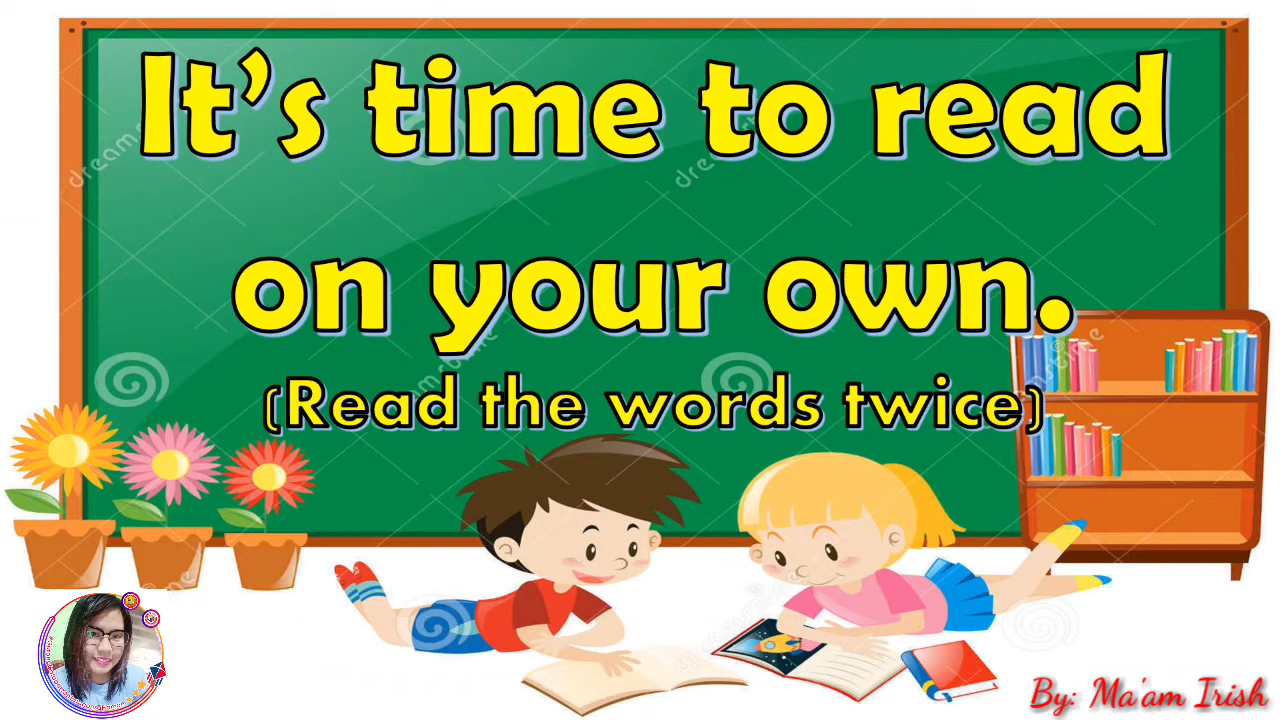 It's time to read
on your own.
(Read the words twice)
By: Ma'am Irish